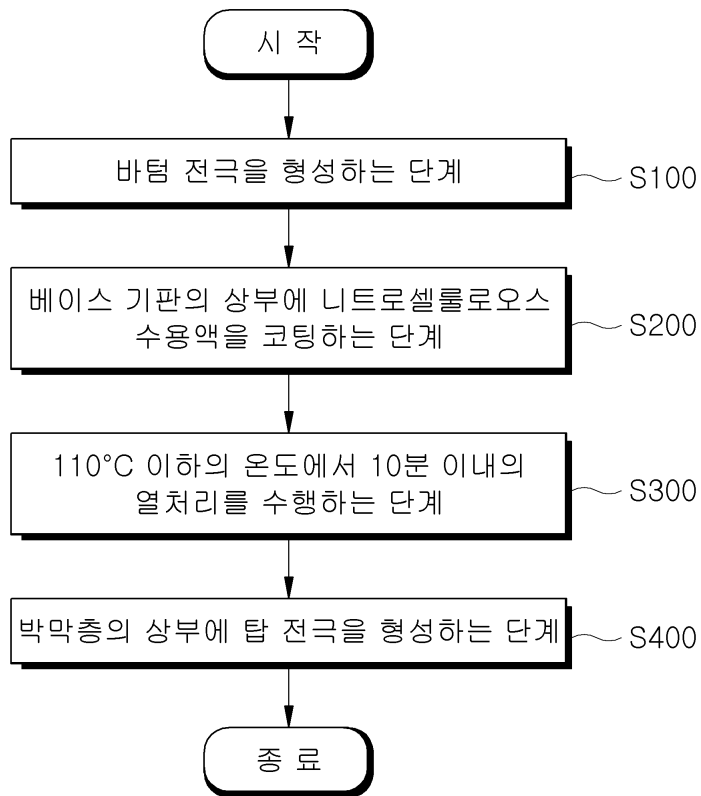 시 작
바텀 전극을 형성하는 단계
S100
베이스 기판의 상부에 니트로셀룰로오스
수용액을 코팅하는 단계
S200
110°C 이하의 온도에서 10분 이내의
열처리를 수행하는 단계
S300
박막층의 상부에 탑 전극을 형성하는 단계
S400
종 료